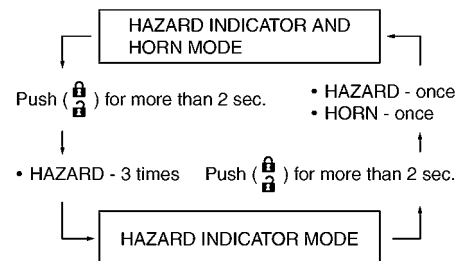 HAZARD INDICATOR AND
HORN MODE
Push ( ) for more than 2 sec.
• HAZARD - once
• HORN - once
• HAZARD - 3 times
Push ( ) for more than 2 sec.
HAZARD INDICATOR MODE